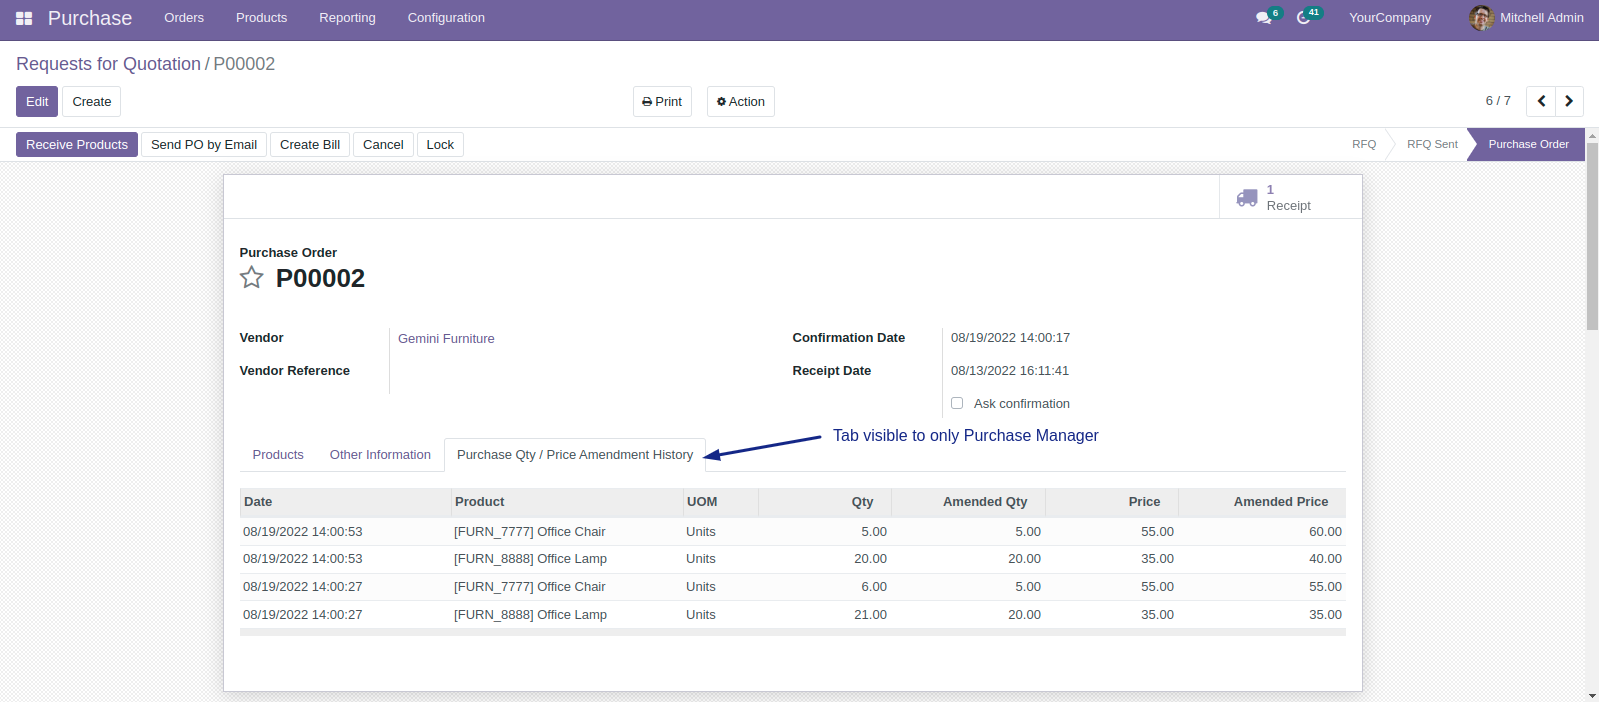 Purchase Orders Products Reporting Configuration 6 41 YourCompany Mitchell Admin
Requests for Quotation / P00002
Edit Create Print Action 6 / 7
Receive Products Send PO by Email Create Bill Cancel Lock RFQ RFQ Sent Purchase Order
1
Receipt
Purchase Order
P00002
Vendor Gemini Furniture Confirmation Date 08/19/2022 14:00:17
Vendor Reference Receipt Date 08/13/2022 16:11:41
Ask confirmation
Tab visible to only Purchase Manager
Products Other Information Purchase Qty / Price Amendment History
Date Product UOM Qty Amended Qty Price Amended Price
08/19/2022 14:00:53 [FURN_7777] Office Chair Units 5.00 5.00 55.00 60.00
08/19/2022 14:00:53 [FURN_8888] Office Lamp Units 20.00 20.00 35.00 40.00
08/19/2022 14:00:27 [FURN_7777] Office Chair Units 6.00 5.00 55.00 55.00
08/19/2022 14:00:27 [FURN_8888] Office Lamp Units 21.00 20.00 35.00 35.00